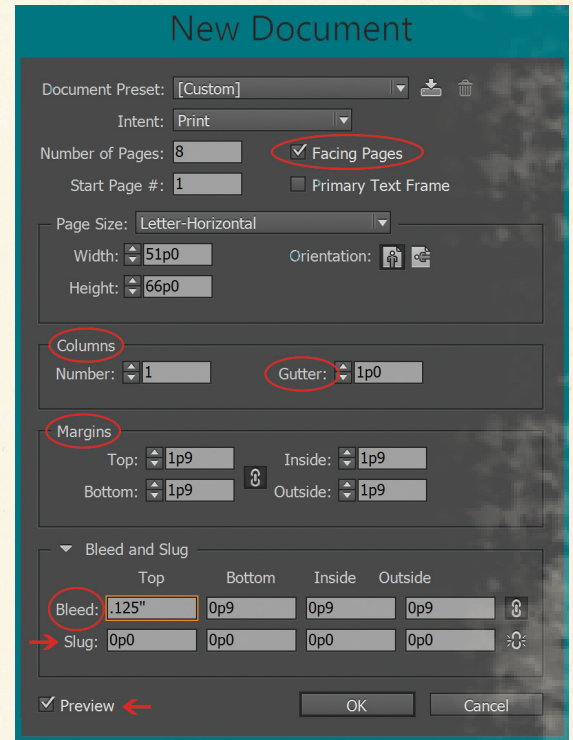 New Document
Document Preset: [Custom]
Intent: Print
Number of Pages: 8 Facing Pages
Start Page #: 1 Primary Text Frame
Page Size: Letter-Horizontal
Width: 51p0 Orientation:
Height: 66p0
Columns
Number: 1 Gutter: 1p0
Margins
Top: 1p9 Inside: 1p9
Bottom: 1p9 Outside: 1p9
Bleed and Slug
Top Bottom Inside Outside
Bleed: .125" 0p9 0p9 0p9
Slug: 0p0 0p0 0p0 0p0
Preview OK Cancel